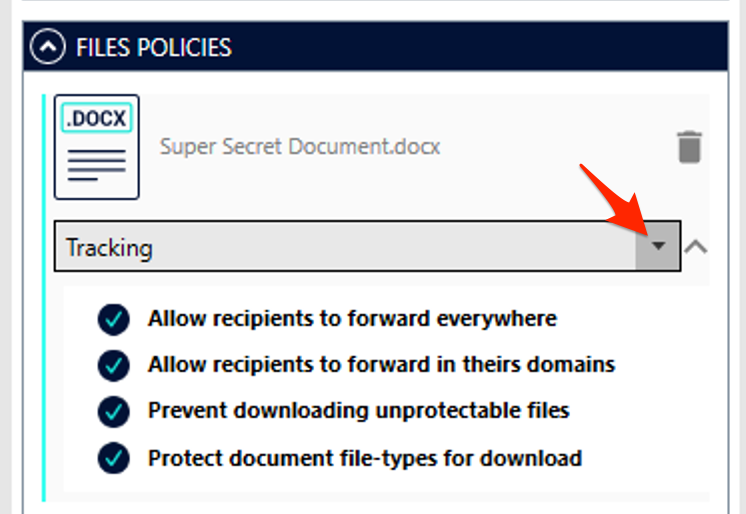 FILES POLICIES
.DOCX
Super Secret Document.docx
Tracking
Allow recipients to forward everywhere
Allow recipients to forward in theirs domains
Prevent downloading unprotectable files
Protect document file-types for download